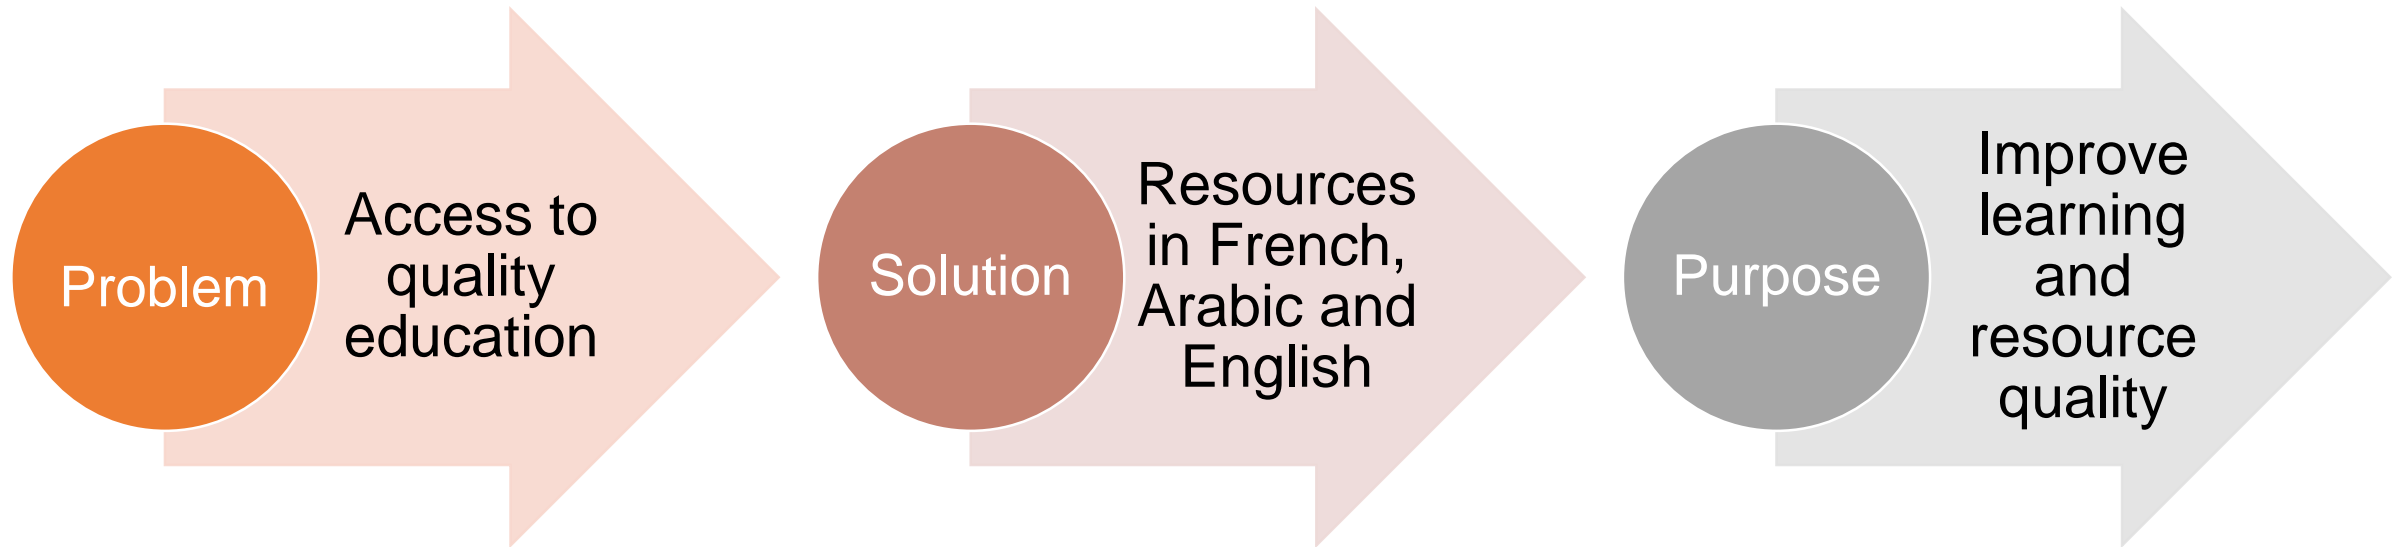 Problem
Access to
quality
education
Solution
Resources
in French,
Arabic and
English
Purpose
Improve
learning
and
resource
quality